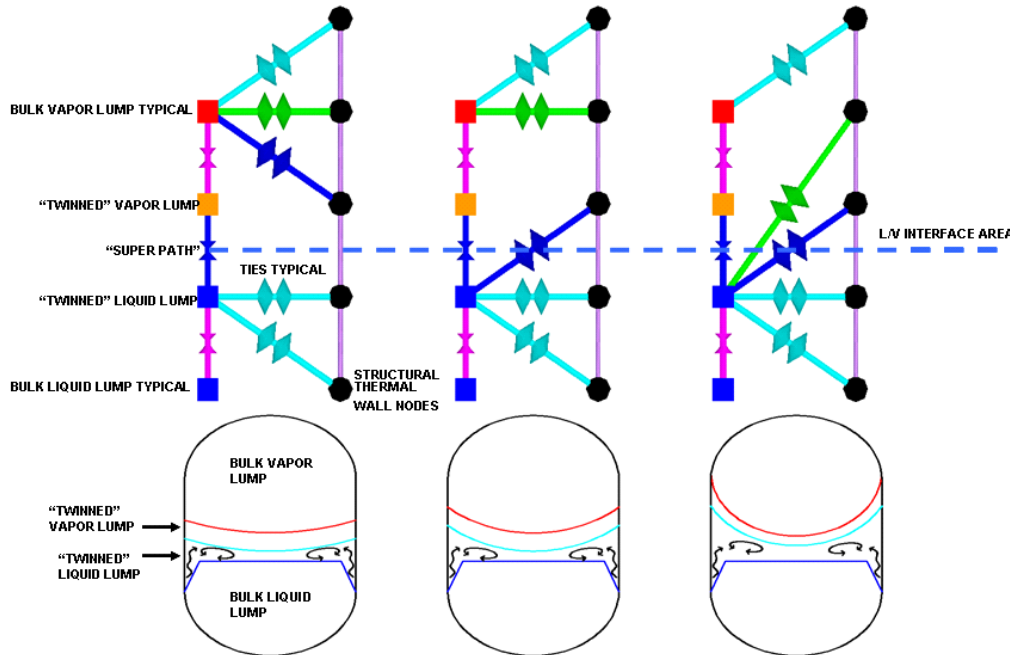 BULK VAPOR LUMP TYPICAL
“TWINNED” VAPOR LUMP
“SUPER PATH”
L/V INTERFACE AREA
TIES TYPICAL
“TWINNED” LIQUID LUMP
BULK LIQUID LUMP TYPICAL
STRUCTURAL
THERMAL
WALL NODES
BULK VAPOR
LUMP
“TWINNED”
VAPOR LUMP
“TWINNED”
LIQUID LUMP
BULK LIQUID
LUMP